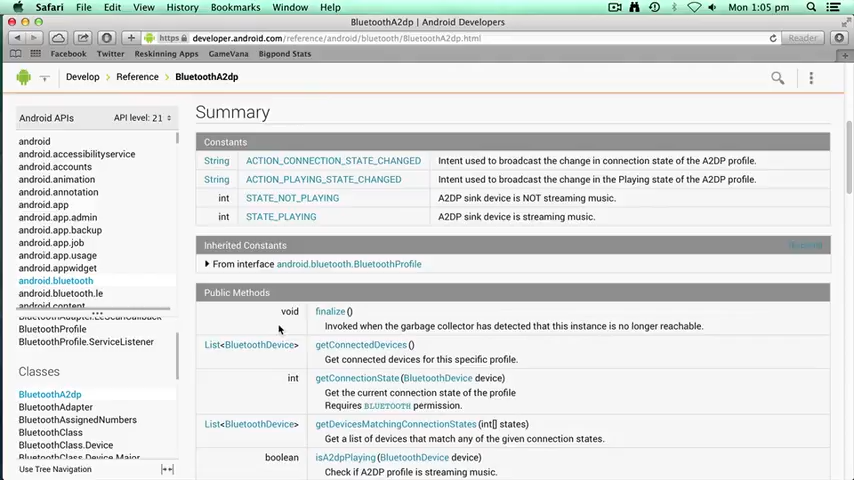 Safari File Edit View History Bookmarks Window Help Mon 1:05 pm
BluetoothA2dp | Android Developers
https developer.android.com/reference/android/bluetooth/BluetoothA2dp.html Reader
Facebook Twitter Reskinning Apps GameVana Bigpond Stats
Develop > Reference > BluetoothA2dp
Android APIs API level: 21
android
android.accessibilityservice
android.accounts
android.animation
android.annotation
android.app
android.app.admin
android.app.backup
android.app.job
android.app.usage
android.appwidget
android.bluetooth
android.bluetooth.le
android.content
BluetoothAdapter.LeScanCallback
BluetoothProfile
BluetoothProfile.ServiceListener
Classes
BluetoothA2dp
BluetoothAdapter
BluetoothAssignedNumbers
BluetoothClass
BluetoothClass.Device
BluetoothClass.Device.Major
Use Tree Navigation
Summary
Constants
String ACTION_CONNECTION_STATE_CHANGED Intent used to broadcast the change in connection state of the A2DP profile.
String ACTION_PLAYING_STATE_CHANGED Intent used to broadcast the change in the Playing state of the A2DP profile.
int STATE_NOT_PLAYING A2DP sink device is NOT streaming music.
int STATE_PLAYING A2DP sink device is streaming music.
Inherited Constants
From interface android.bluetooth.BluetoothProfile
Public Methods
void finalize()
Invoked when the garbage collector has detected that this instance is no longer reachable.
List<BluetoothDevice> getConnectedDevices()
Get connected devices for this specific profile.
int getConnectionState(BluetoothDevice device)
Get the current connection state of the profile
Requires BLUETOOTH permission.
List<BluetoothDevice> getDevicesMatchingConnectionStates(int[] states)
Get a list of devices that match any of the given connection states.
boolean isA2dpPlaying(BluetoothDevice device)
Check if A2DP profile is streaming music.